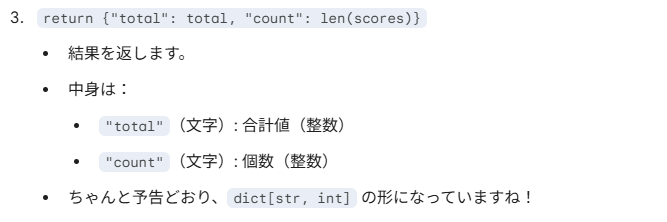 3. return {"total": total, "count": len(scores)}
• 結果を返します。
• 中身は：
• "total"（文字）: 合計値（整数）
• "count"（文字）: 個数（整数）
• ちゃんと予告どおり、dict[str, int] の形になっていますね！